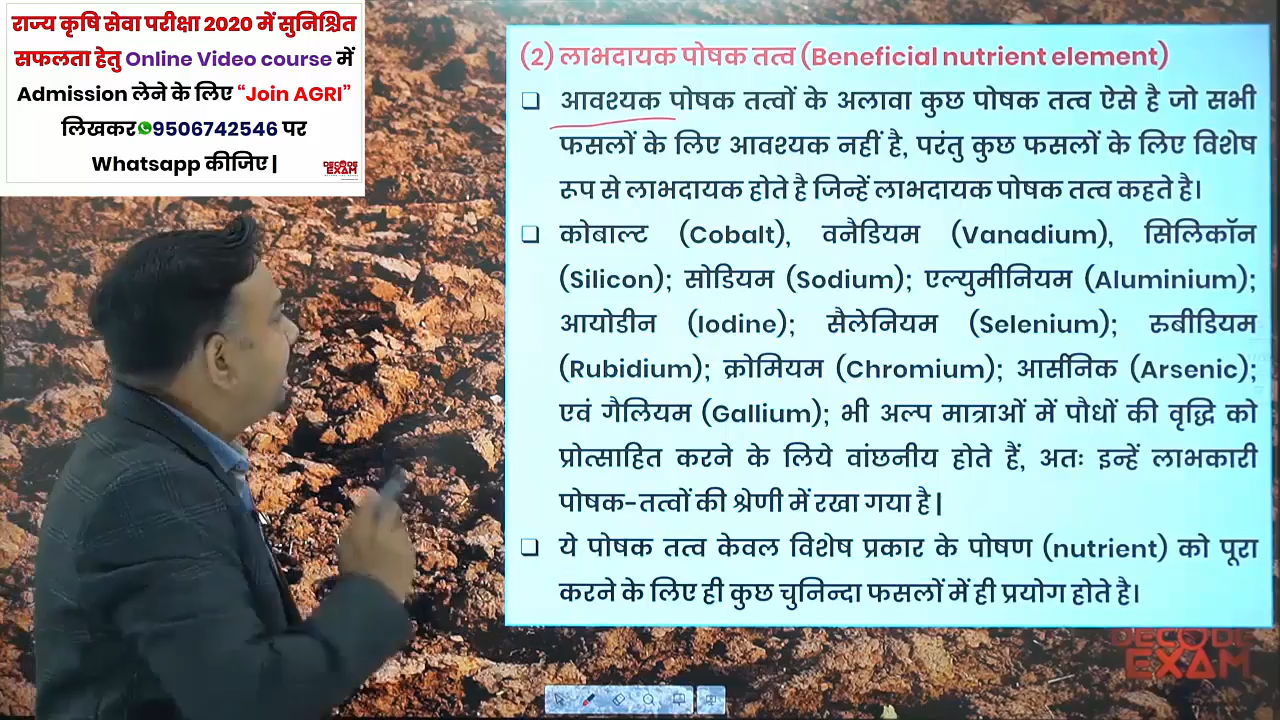 राज्य कृषि सेवा परीक्षा 2020 में सुनिश्चित
सफलता हेतु Online Video course में
Admission लेने के लिए “Join AGRI”
लिखकर 9506742546 पर
Whatsapp कीजिए |
DECODE
EXAM
(2) लाभदायक पोषक तत्व (Beneficial nutrient element)
❑ आवश्यक पोषक तत्वों के अलावा कुछ पोषक तत्व ऐसे है जो सभी
फसलों के लिए आवश्यक नहीं है, परंतु कुछ फसलों के लिए विशेष
रूप से लाभदायक होते है जिन्हें लाभदायक पोषक तत्व कहते है।
❑ कोबाल्ट (Cobalt), वनैडियम (Vanadium), सिलिकॉन
(Silicon); सोडियम (Sodium); एल्युमीनियम (Aluminium);
आयोडीन (Iodine); सैलेनियम (Selenium); रुबीडियम
(Rubidium); क्रोमियम (Chromium); आर्सनिक (Arsenic);
एवं गैलियम (Gallium); भी अल्प मात्राओं में पौधों की वृद्धि को
प्रोत्साहित करने के लिये वांछनीय होते हैं, अतः इन्हें लाभकारी
पोषक-तत्वों की श्रेणी में रखा गया है |
❑ ये पोषक तत्व केवल विशेष प्रकार के पोषण (nutrient) को पूरा
करने के लिए ही कुछ चुनिन्दा फसलों में ही प्रयोग होते है।
DECODE
EXAM